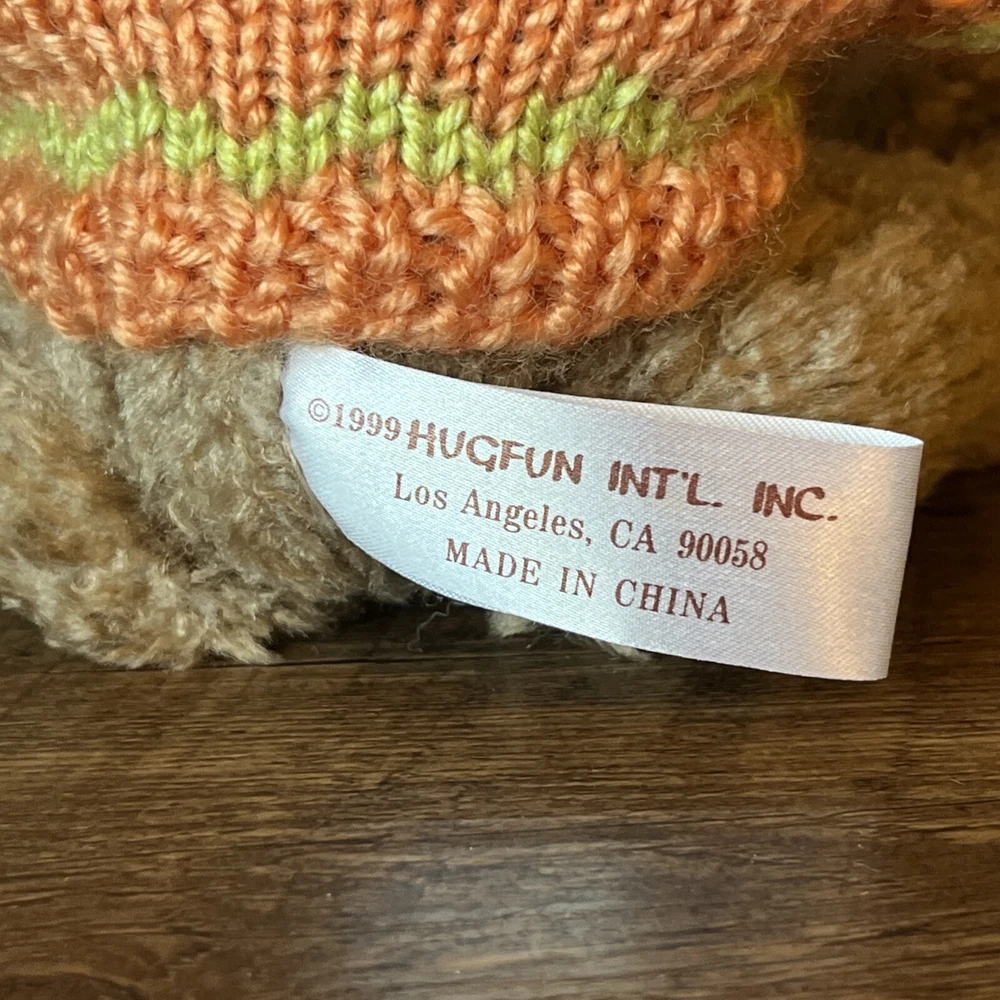 ©1999 HUGFUN INT'L. INC.
Los Angeles, CA 90058
MADE IN CHINA